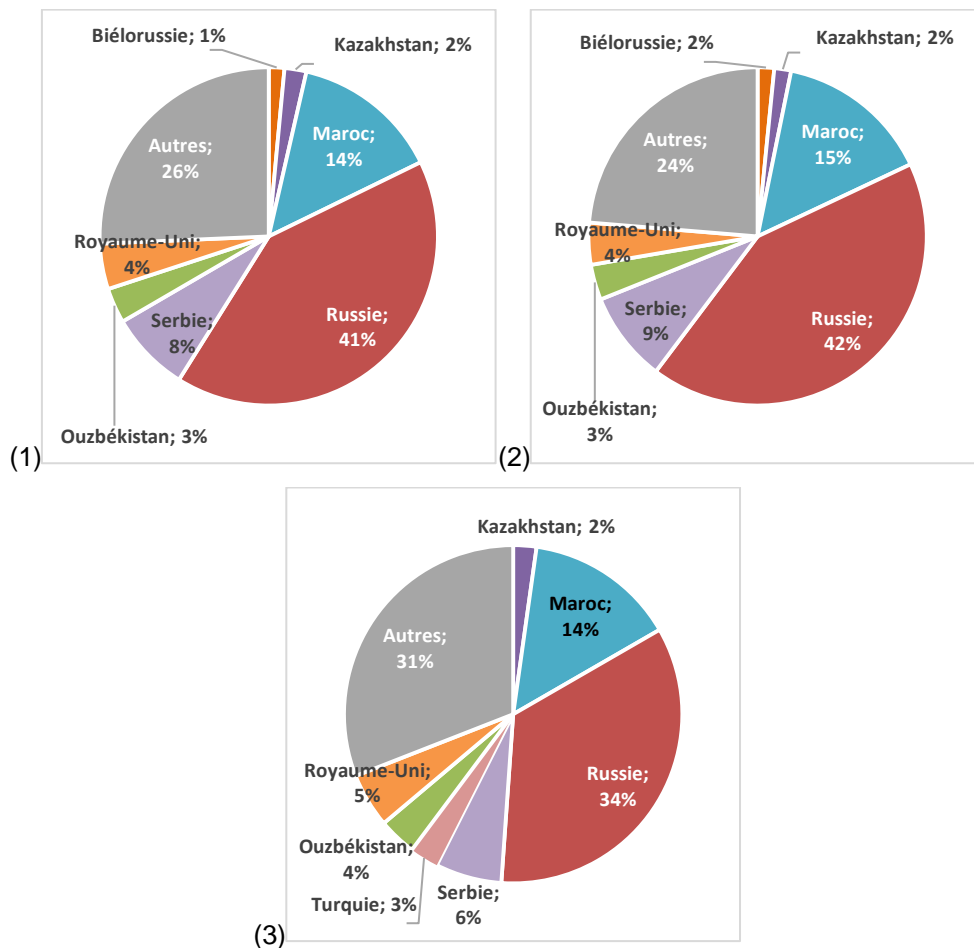 Biélorussie; 1%
Kazakhstan; 2%
Maroc;
14%
Russie;
41%
Serbie;
8%
Ouzbékistan; 3%
Royaume-Uni;
4%
Autres;
26%
(1)
Biélorussie; 2%
Kazakhstan; 2%
Maroc;
15%
Russie;
42%
Serbie;
9%
Ouzbékistan;
3%
Royaume-Uni;
4%
Autres;
24%
(2)
Kazakhstan; 2%
Maroc;
14%
Russie;
34%
Serbie;
6%
Turquie; 3%
Ouzbékistan;
4%
Royaume-Uni;
5%
Autres;
31%
(3)